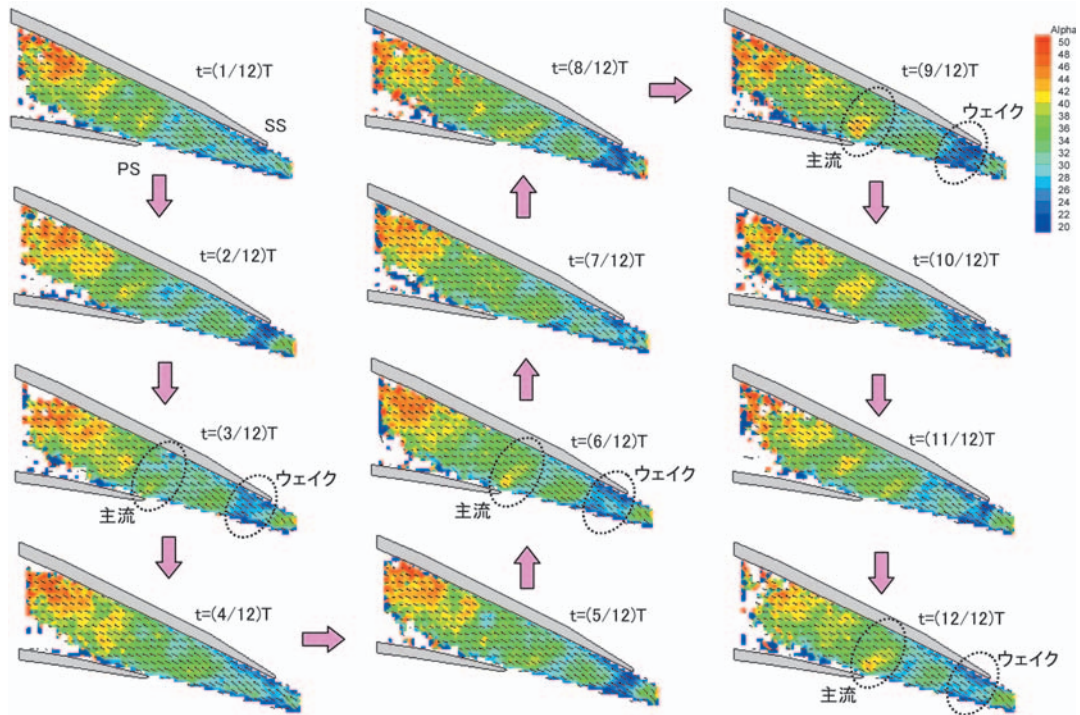 t=(1/12)T
SS
PS
t=(2/12)T
t=(3/12)T
ウェイク
主流
t=(4/12)T
t=(5/12)T
t=(6/12)T
ウェイク
主流
t=(7/12)T
t=(8/12)T
t=(9/12)T
ウェイク
主流
t=(10/12)T
t=(11/12)T
t=(12/12)T
ウェイク
主流
Alpha
50
48
46
44
42
40
38
36
34
32
30
28
26
24
22
20